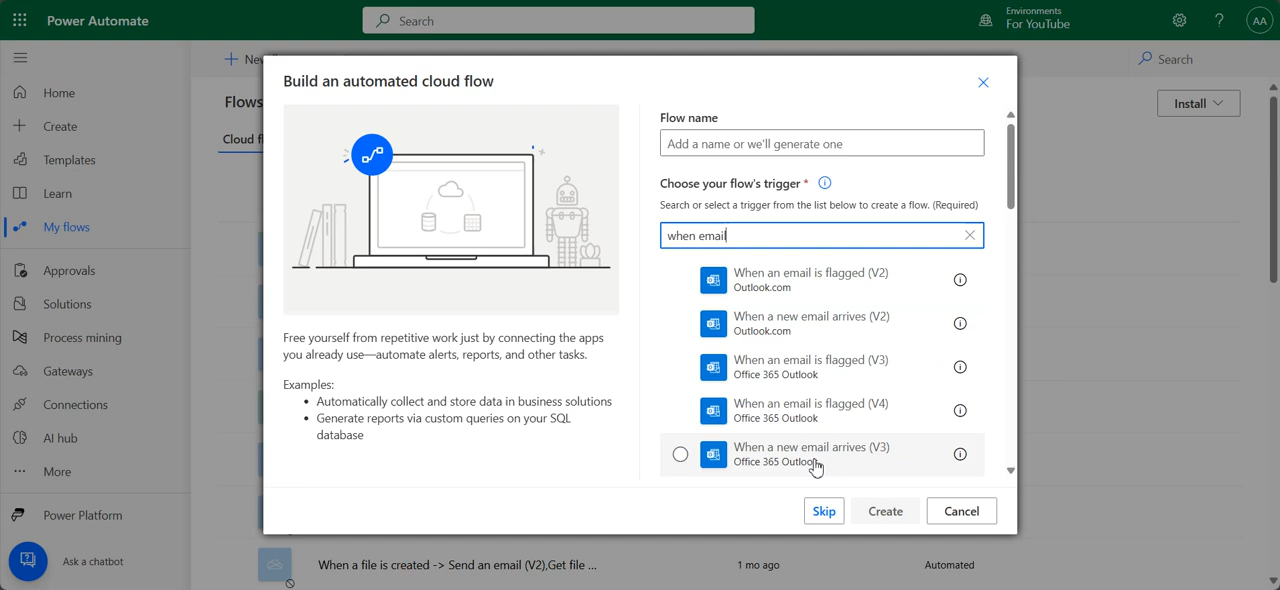 Power Automate
Search
Environments
For YouTube
AA
Home
Create
Templates
Learn
My flows
Approvals
Solutions
Process mining
Gateways
Connections
AI hub
More
Power Platform
Ask a chatbot
New
Search
Flows
Install
Cloud
Build an automated cloud flow
Free yourself from repetitive work just by connecting the apps
you already use—automate alerts, reports, and other tasks.
Examples:
• Automatically collect and store data in business solutions
• Generate reports via custom queries on your SQL
database
Flow name
Add a name or we'll generate one
Choose your flow's trigger *
Search or select a trigger from the list below to create a flow. (Required)
when email
When an email is flagged (V2)
Outlook.com
When a new email arrives (V2)
Outlook.com
When an email is flagged (V3)
Office 365 Outlook
When an email is flagged (V4)
Office 365 Outlook
When a new email arrives (V3)
Office 365 Outlook
Skip
Create
Cancel
When a file is created -> Send an email (V2),Get file ...
1 mo ago
Automated